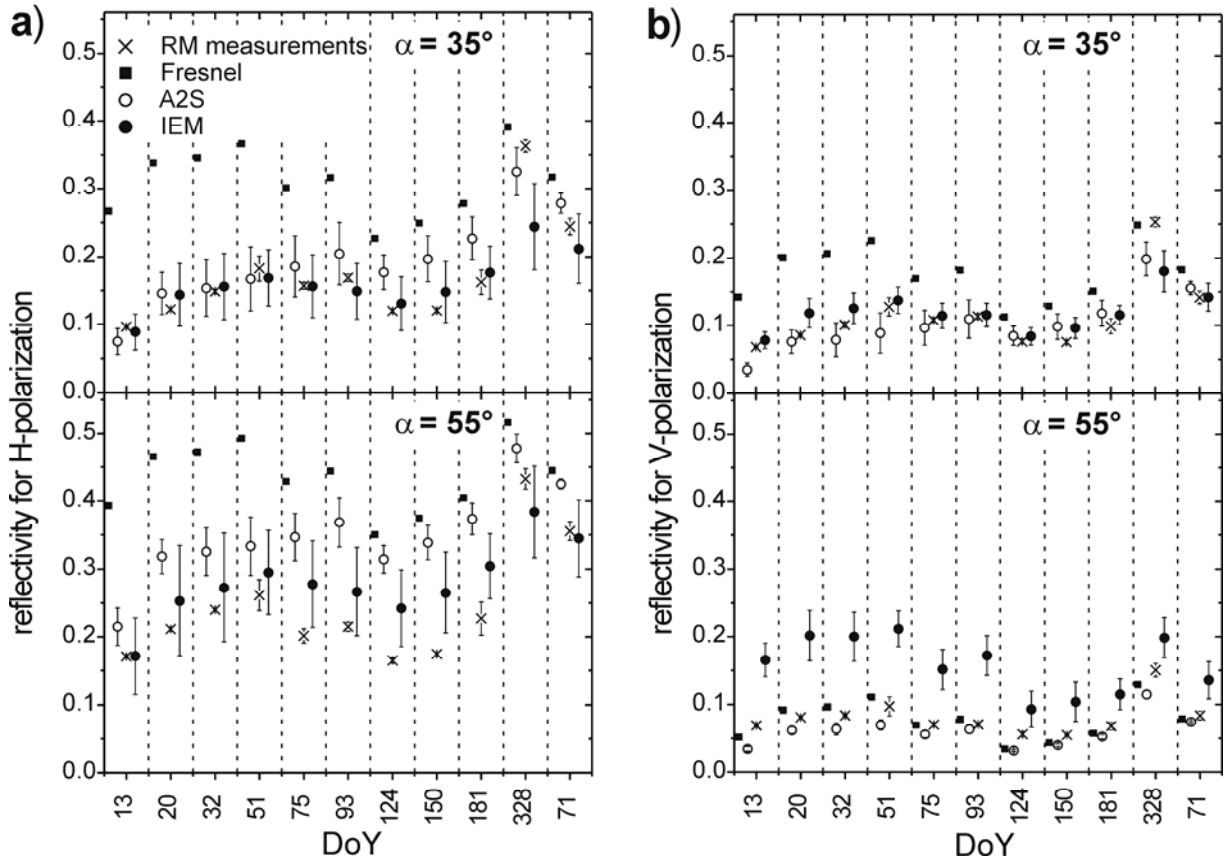 a)
α = 35°
RM measurements
Fresnel
A2S
IEM
0.5
0.4
0.3
0.2
0.1
0.0
α = 55°
0.5
0.4
0.3
0.2
0.1
0.0
reflectivity for H-polarization
13 20 32 51 75 93 124 150 181 328 71
DoY
b)
α = 35°
0.5
0.4
0.3
0.2
0.1
0.0
α = 55°
0.5
0.4
0.3
0.2
0.1
0.0
reflectivity for V-polarization
13 20 32 51 75 93 124 150 181 328 71
DoY